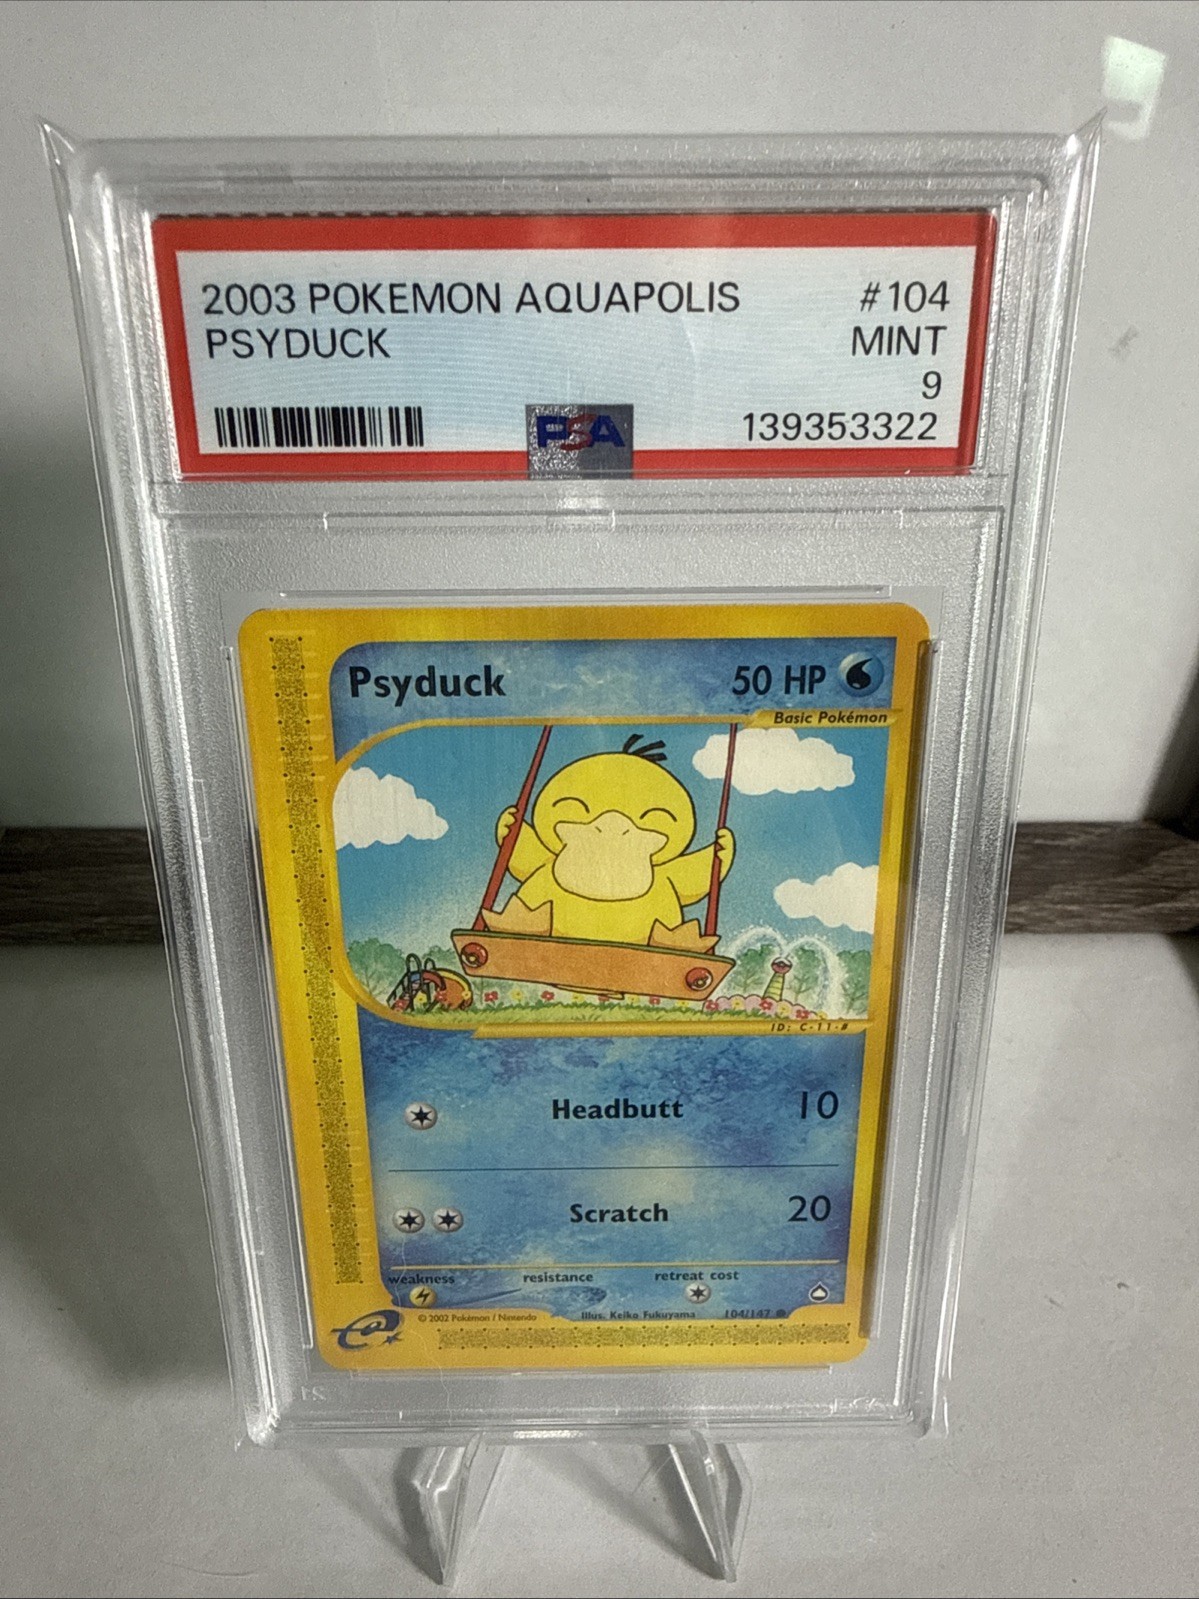 2003 POKEMON AQUAPOLIS #104
PSYDUCK MINT
9
PSA 139353322
Psyduck 50 HP
Basic Pokémon
ID: C-11-#
Headbutt 10
Scratch 20
weakness resistance retreat cost
© 2002 Pokémon / Nintendo Illus. Keiko Fukuyama 104/147
e